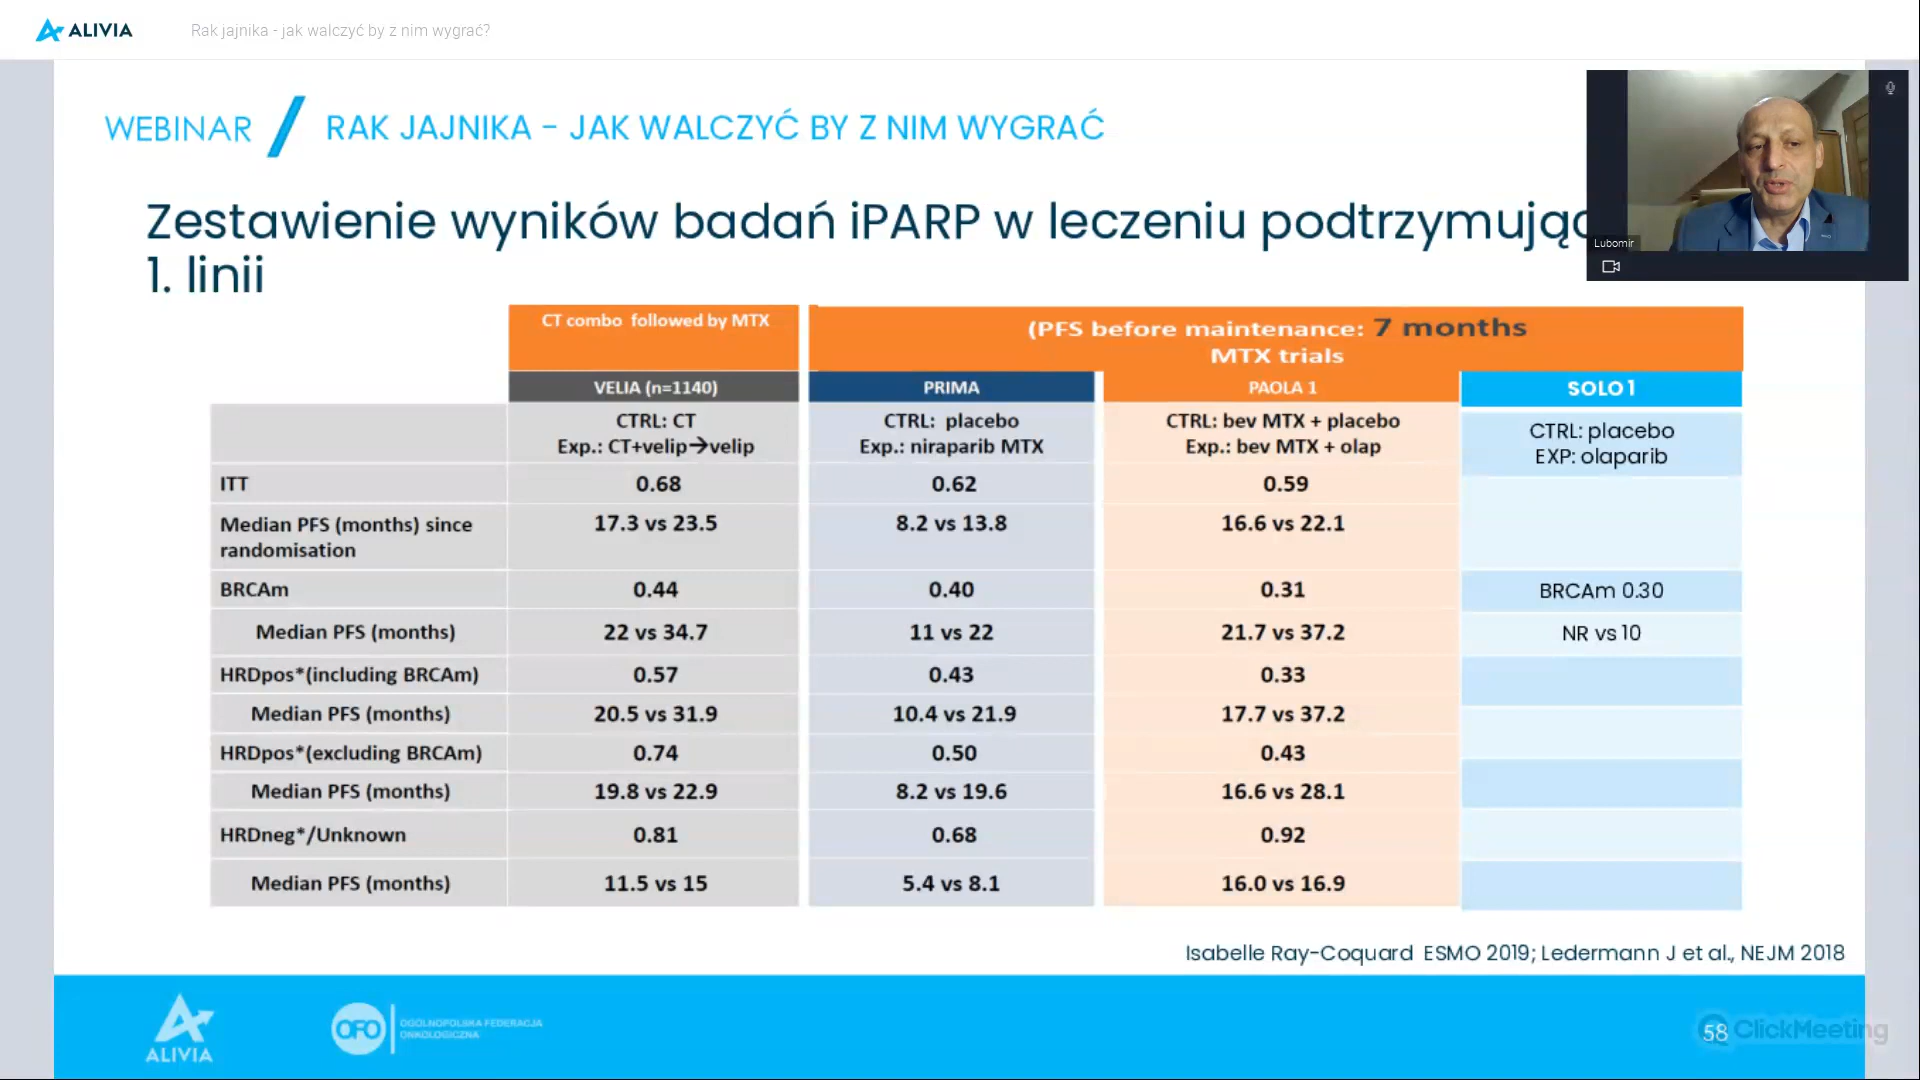 ALIVIA
Rak jajnika - jak walczyć by z nim wygrać?
WEBINAR / RAK JAJNIKA - JAK WALCZYĆ BY Z NIM WYGRAĆ
Zestawienie wyników badań iPARP w leczeniu podtrzymując
1. linii
Lubomir
CT combo followed by MTX
(PFS before maintenance: 7 months
MTX trials
VELIA (n=1140) PRIMA PAOLA 1 SOLO 1
CTRL: CT CTRL: placebo CTRL: bev MTX + placebo CTRL: placebo
Exp.: CT+velip→velip Exp.: niraparib MTX Exp.: bev MTX + olap EXP: olaparib
ITT 0.68 0.62 0.59
Median PFS (months) since 17.3 vs 23.5 8.2 vs 13.8 16.6 vs 22.1
randomisation
BRCAm 0.44 0.40 0.31 BRCAm 0.30
Median PFS (months) 22 vs 34.7 11 vs 22 21.7 vs 37.2 NR vs 10
HRDpos*(including BRCAm) 0.57 0.43 0.33
Median PFS (months) 20.5 vs 31.9 10.4 vs 21.9 17.7 vs 37.2
HRDpos*(excluding BRCAm) 0.74 0.50 0.43
Median PFS (months) 19.8 vs 22.9 8.2 vs 19.6 16.6 vs 28.1
HRDneg*/Unknown 0.81 0.68 0.92
Median PFS (months) 11.5 vs 15 5.4 vs 8.1 16.0 vs 16.9
Isabelle Ray-Coquard ESMO 2019; Ledermann J et al., NEJM 2018
ALIVIA
OFO
OGÓLNOPOLSKA FEDERACJA
ONKOLOGICZNA
58
ClickMeeting